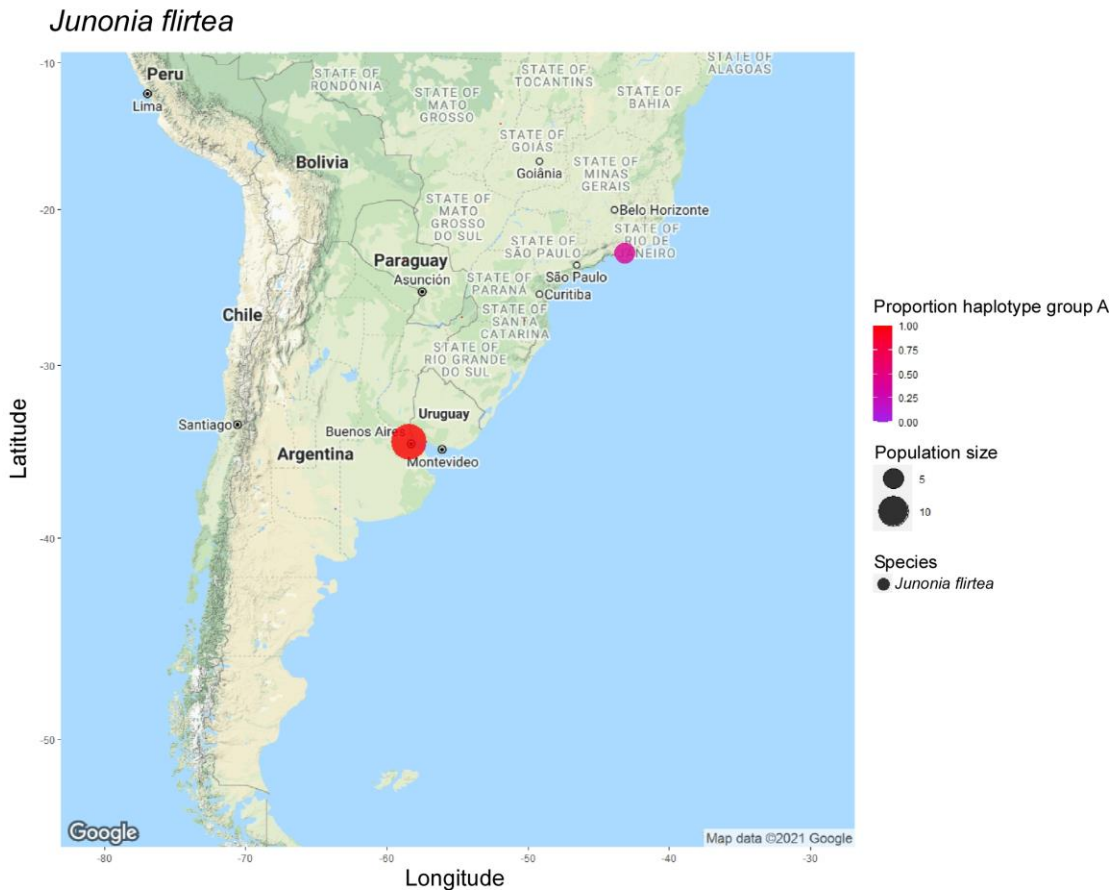 Junonia flirtea
Latitude
-10
-20
-30
-40
-50
Peru
Lima
STATE OF
RONDÔNIA
STATE OF
MATO
GROSSO
STATE OF
TOCANTINS
STATE OF
ALAGOAS
STATE OF
BAHIA
Bolivia
STATE OF
GOIÁS
Goiânia
STATE OF
MINAS
GERAIS
STATE OF
MATO
GROSSO
DO SUL
Belo Horizonte
STATE OF
RIO DE
JANEIRO
STATE OF
SÃO PAULO
São Paulo
Paraguay
Asunción
STATE OF
PARANÁ
Curitiba
STATE OF
SANTA
CATARINA
Chile
STATE OF
RIO GRANDE
DO SUL
Santiago
Uruguay
Buenos Aires
Argentina
Montevideo
Google
Map data ©2021 Google
-80
-70
-60
-50
-40
-30
Longitude
Proportion haplotype group A
1.00
0.75
0.50
0.25
0.00
Population size
5
10
Species
Junonia flirtea